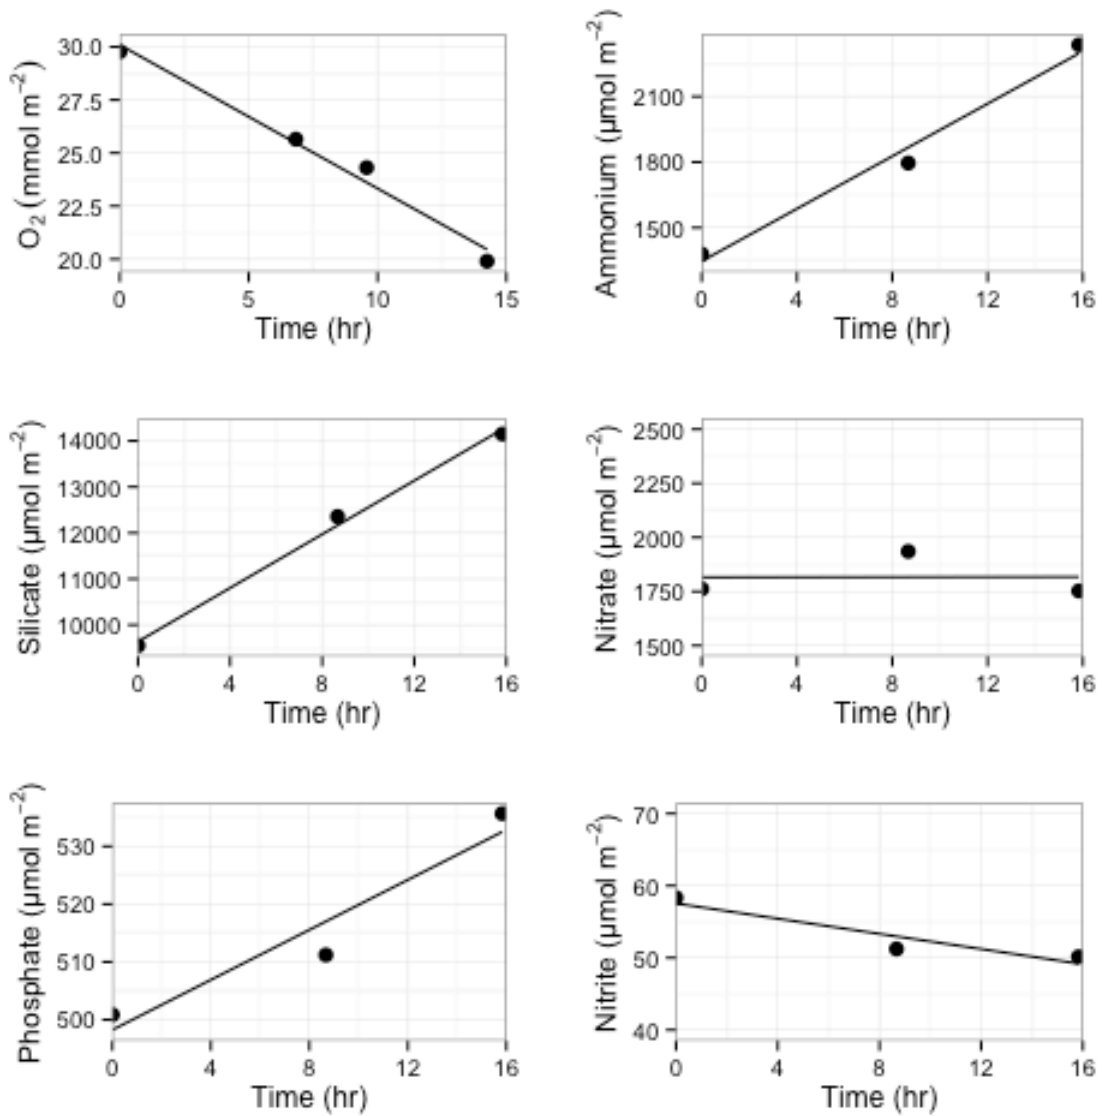 O₂ (mmol m⁻²)
30.0
27.5
25.0
22.5
20.0
0 5 10 15
Time (hr)
Ammonium (µmol m⁻²)
2100
1800
1500
0 4 8 12 16
Time (hr)
Silicate (µmol m⁻²)
14000
13000
12000
11000
10000
0 4 8 12 16
Time (hr)
Nitrate (µmol m⁻²)
2500
2250
2000
1750
1500
0 4 8 12 16
Time (hr)
Phosphate (µmol m⁻²)
530
520
510
500
0 4 8 12 16
Time (hr)
Nitrite (µmol m⁻²)
70
60
50
40
0 4 8 12 16
Time (hr)